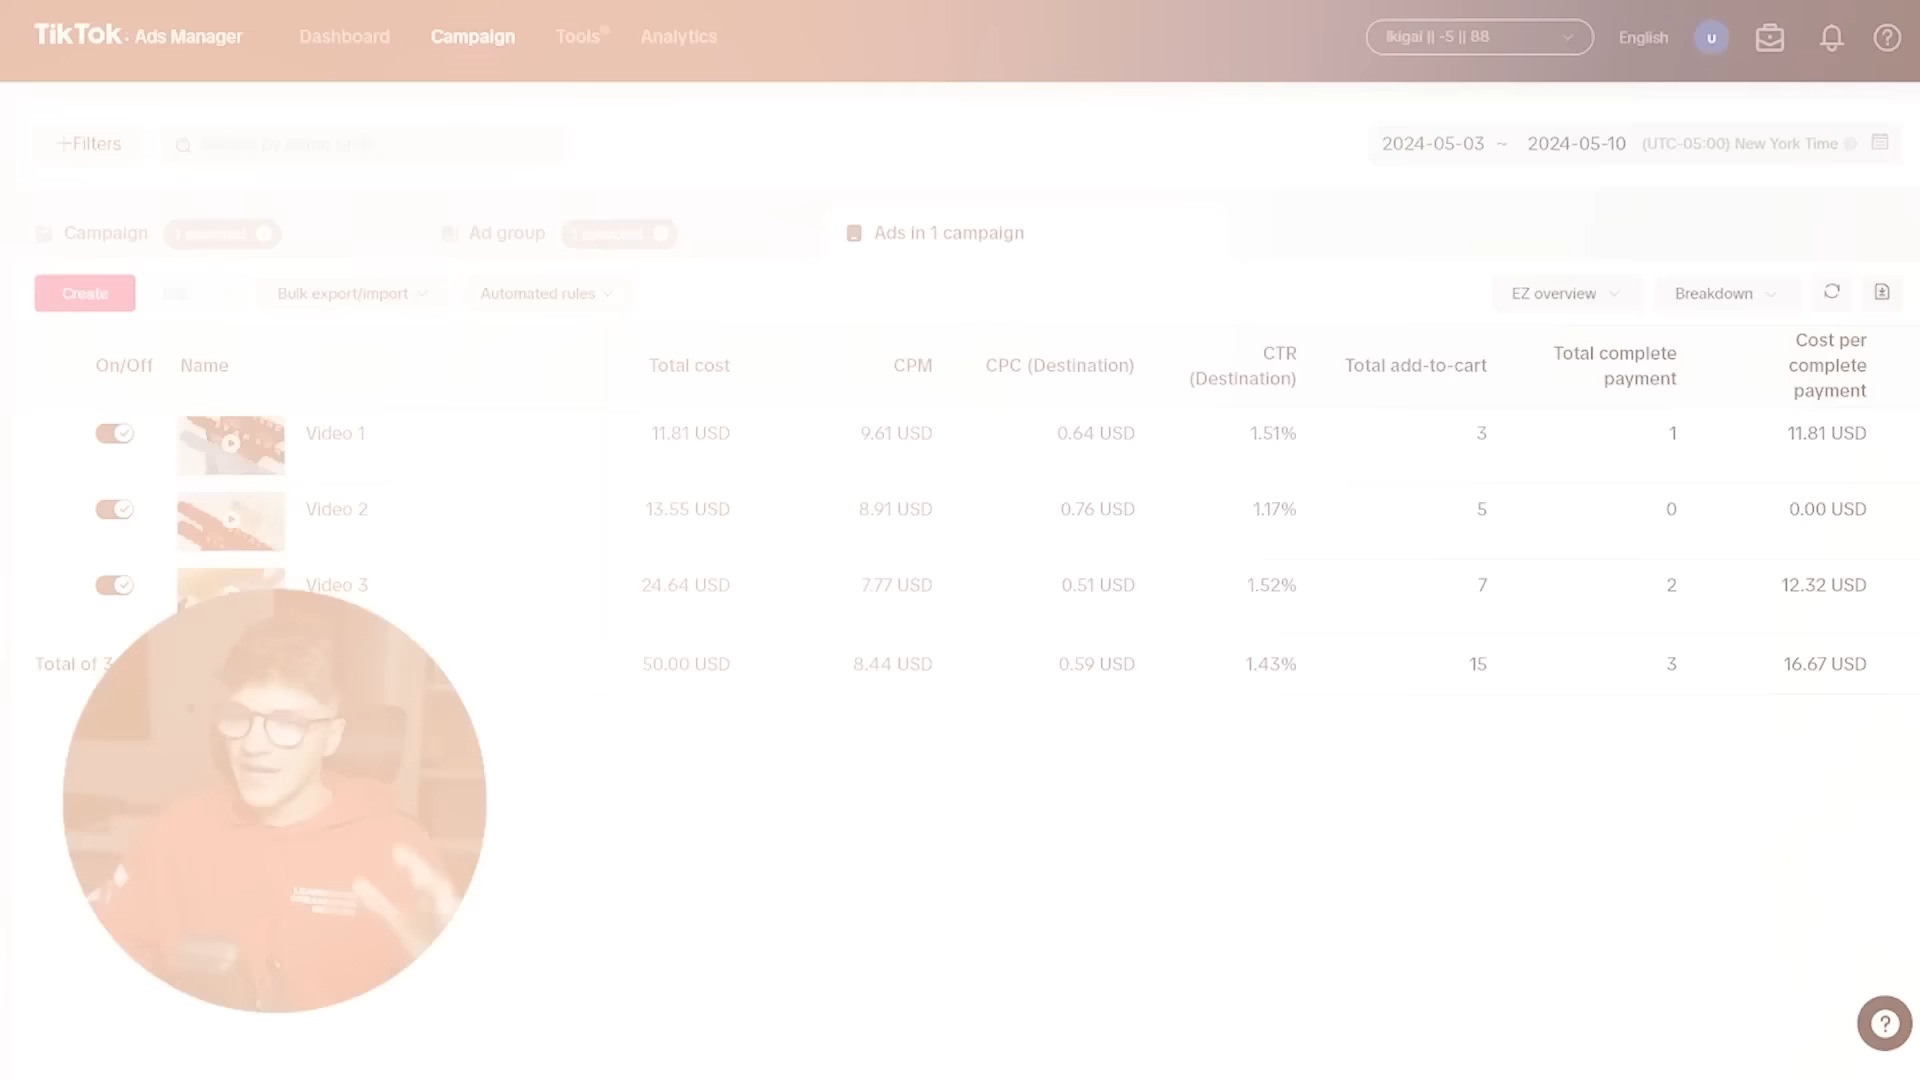 TikTok: Ads Manager Dashboard Campaign Tools Analytics Ikigai || -5 || 88 English U
+Filters 2024-05-03 ~ 2024-05-10 (UTC-05:00) New York Time
Campaign 1 selected Ad group 1 selected Ads in 1 campaign
Create Bulk export/import Automated rules EZ overview Breakdown
On/Off Name Total cost CPM CPC (Destination) CTR (Destination) Total add-to-cart Total complete payment Cost per complete payment
Video 1 11.81 USD 9.61 USD 0.64 USD 1.51% 3 1 11.81 USD
Video 2 13.55 USD 8.91 USD 0.76 USD 1.17% 5 0 0.00 USD
Video 3 24.64 USD 7.77 USD 0.51 USD 1.52% 7 2 12.32 USD
Total of 3 50.00 USD 8.44 USD 0.59 USD 1.43% 15 3 16.67 USD